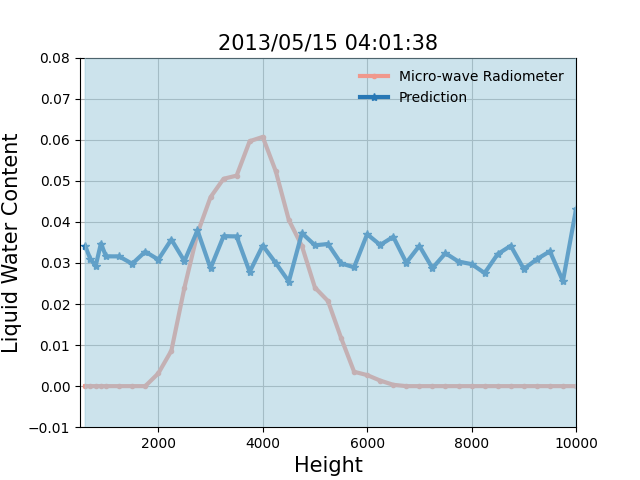 2013/05/15 04:01:38
0.08
0.07
0.06
0.05
0.04
0.03
0.02
0.01
0.00
−0.01
Liquid Water Content
Micro-wave Radiometer
Prediction
2000 4000 6000 8000 10000
Height